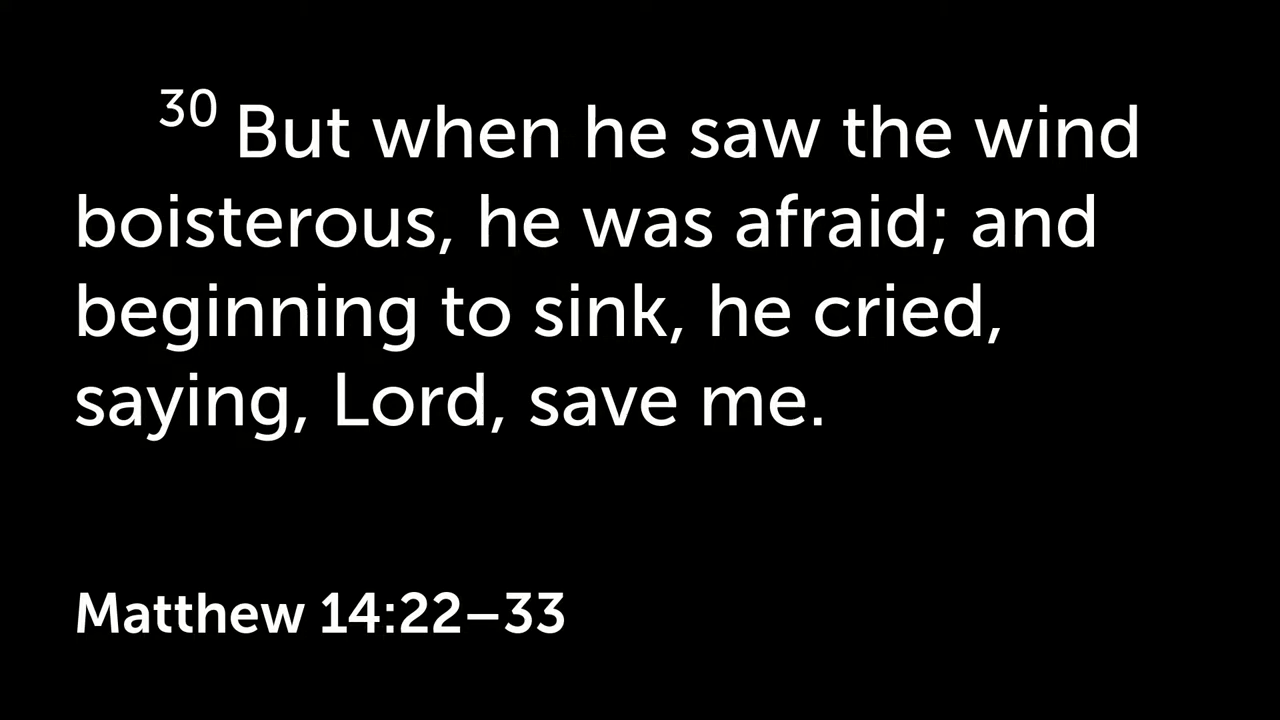 30 But when he saw the wind
boisterous, he was afraid; and
beginning to sink, he cried,
saying, Lord, save me.
Matthew 14:22–33